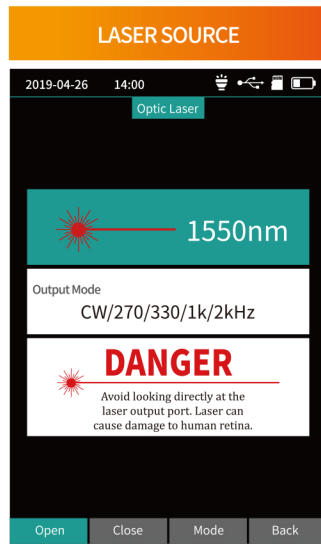 LASER SOURCE
2019-04-26 14:00
Optic Laser
1550nm
Output Mode
CW/270/330/1k/2kHz
DANGER
Avoid looking directly at the
laser output port. Laser can
cause damage to human retina.
Open Close Mode Back